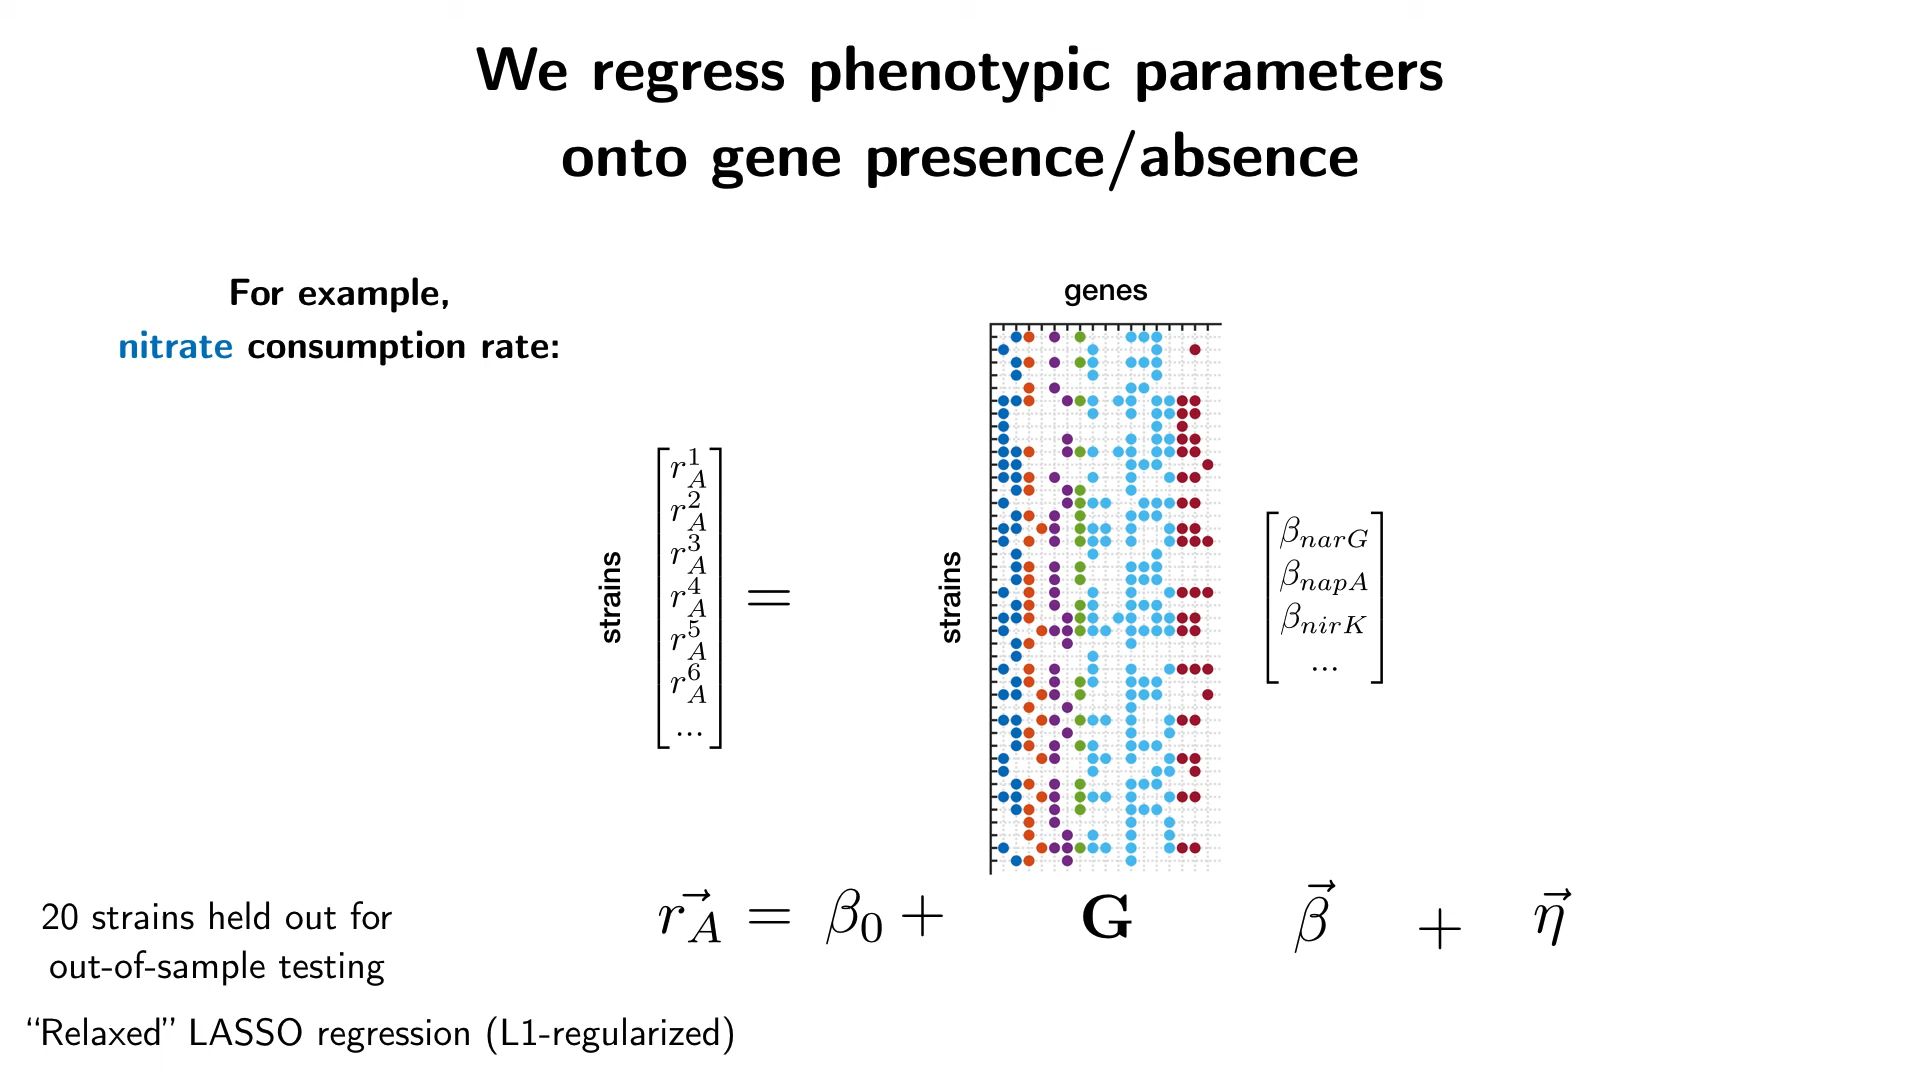 We regress phenotypic parameters
onto gene presence/absence
For example,
nitrate consumption rate:
genes
strains
r_A^1
r_A^2
r_A^3
r_A^4
r_A^5
r_A^6
...
=
strains
β_narG
β_napA
β_nirK
...
r⃗_A = β_0 + G β⃗ + η⃗
20 strains held out for
out-of-sample testing
“Relaxed” LASSO regression (L1-regularized)